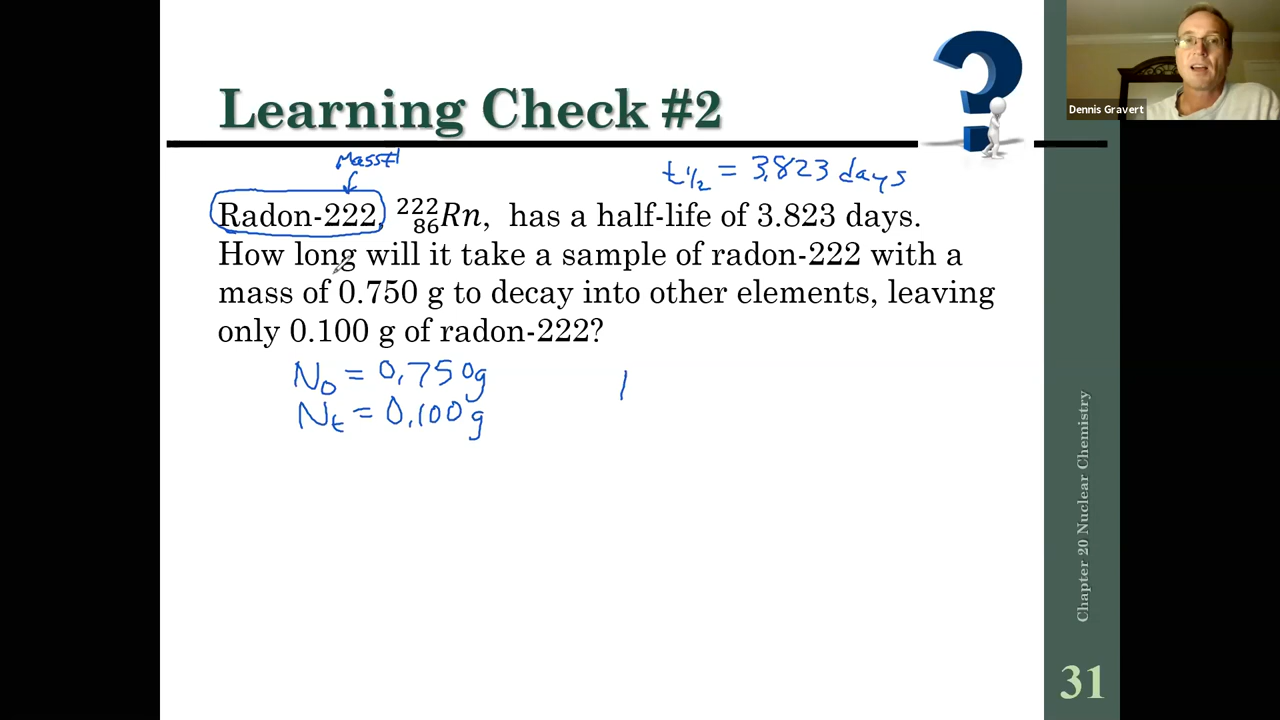 Learning Check #2
Dennis Gravert
Mass#
t½ = 3.823 days
Radon-222, ²²²₈₆Rn, has a half-life of 3.823 days.
How long will it take a sample of radon-222 with a
mass of 0.750 g to decay into other elements, leaving
only 0.100 g of radon-222?
N₀ = 0.750g
Nₜ = 0.100g
Chapter 20 Nuclear Chemistry
31